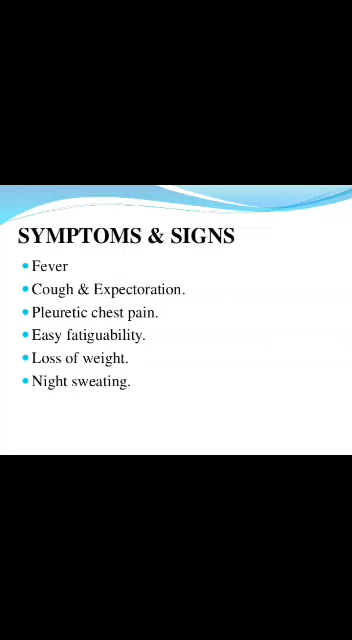 SYMPTOMS & SIGNS
Fever
Cough & Expectoration.
Pleuretic chest pain.
Easy fatiguability.
Loss of weight.
Night sweating.